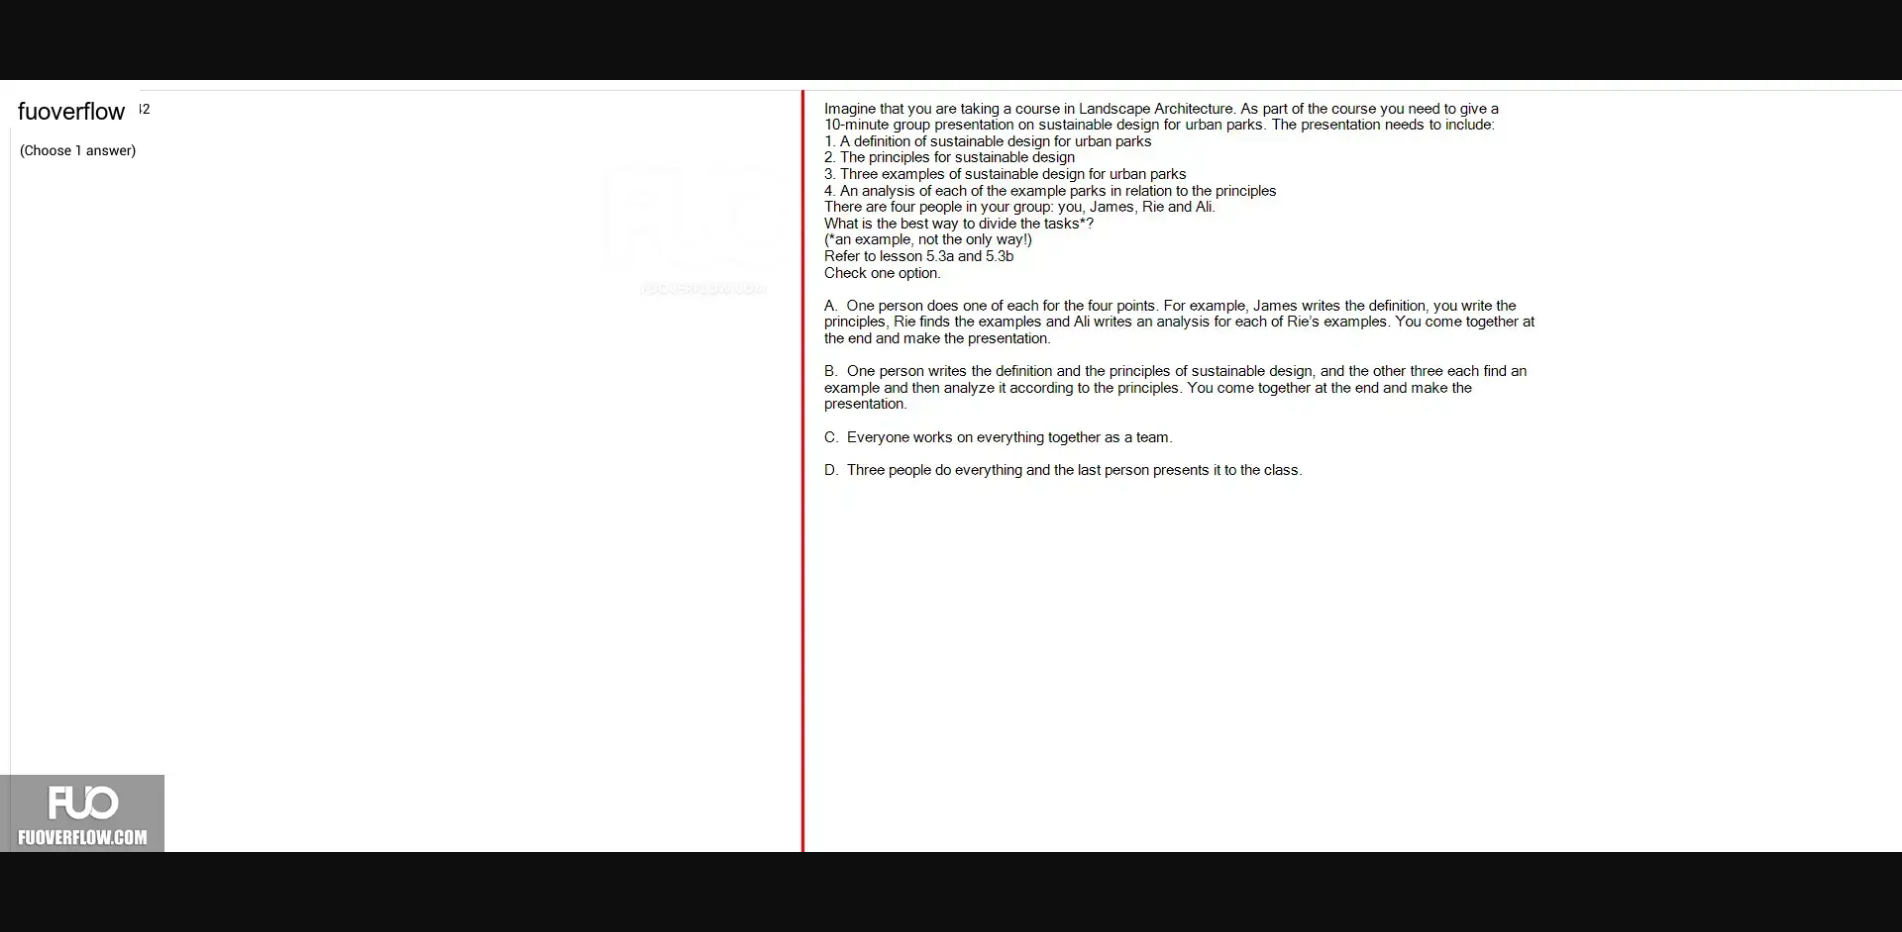 fuoverflow 42
(Choose 1 answer)
Imagine that you are taking a course in Landscape Architecture. As part of the course you need to give a
10-minute group presentation on sustainable design for urban parks. The presentation needs to include:
1. A definition of sustainable design for urban parks
2. The principles for sustainable design
3. Three examples of sustainable design for urban parks
4. An analysis of each of the example parks in relation to the principles
There are four people in your group: you, James, Rie and Ali.
What is the best way to divide the tasks*?
(*an example, not the only way!)
Refer to lesson 5.3a and 5.3b
Check one option.
A. One person does one of each for the four points. For example, James writes the definition, you write the
principles, Rie finds the examples and Ali writes an analysis for each of Rie's examples. You come together at
the end and make the presentation.
B. One person writes the definition and the principles of sustainable design, and the other three each find an
example and then analyze it according to the principles. You come together at the end and make the
presentation.
C. Everyone works on everything together as a team.
D. Three people do everything and the last person presents it to the class.
FUO
FUOVERFLOW.COM
FUO
FUOVERFLOW.COM